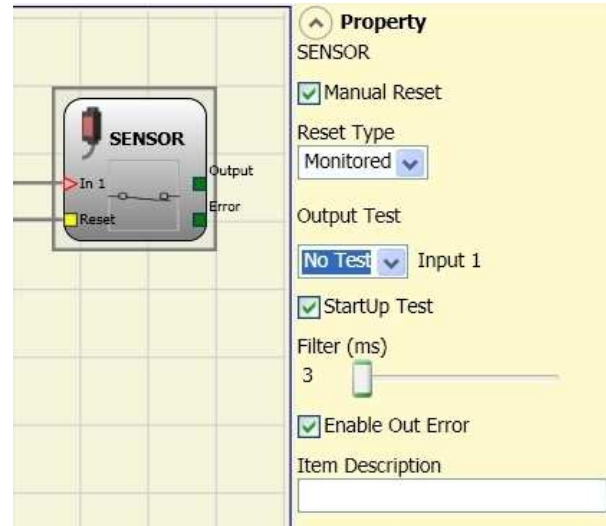 SENSOR
In 1
Output
Reset
Error
Property
SENSOR
Manual Reset
Reset Type
Monitored
Output Test
No Test Input 1
StartUp Test
Filter (ms)
3
Enable Out Error
Item Description